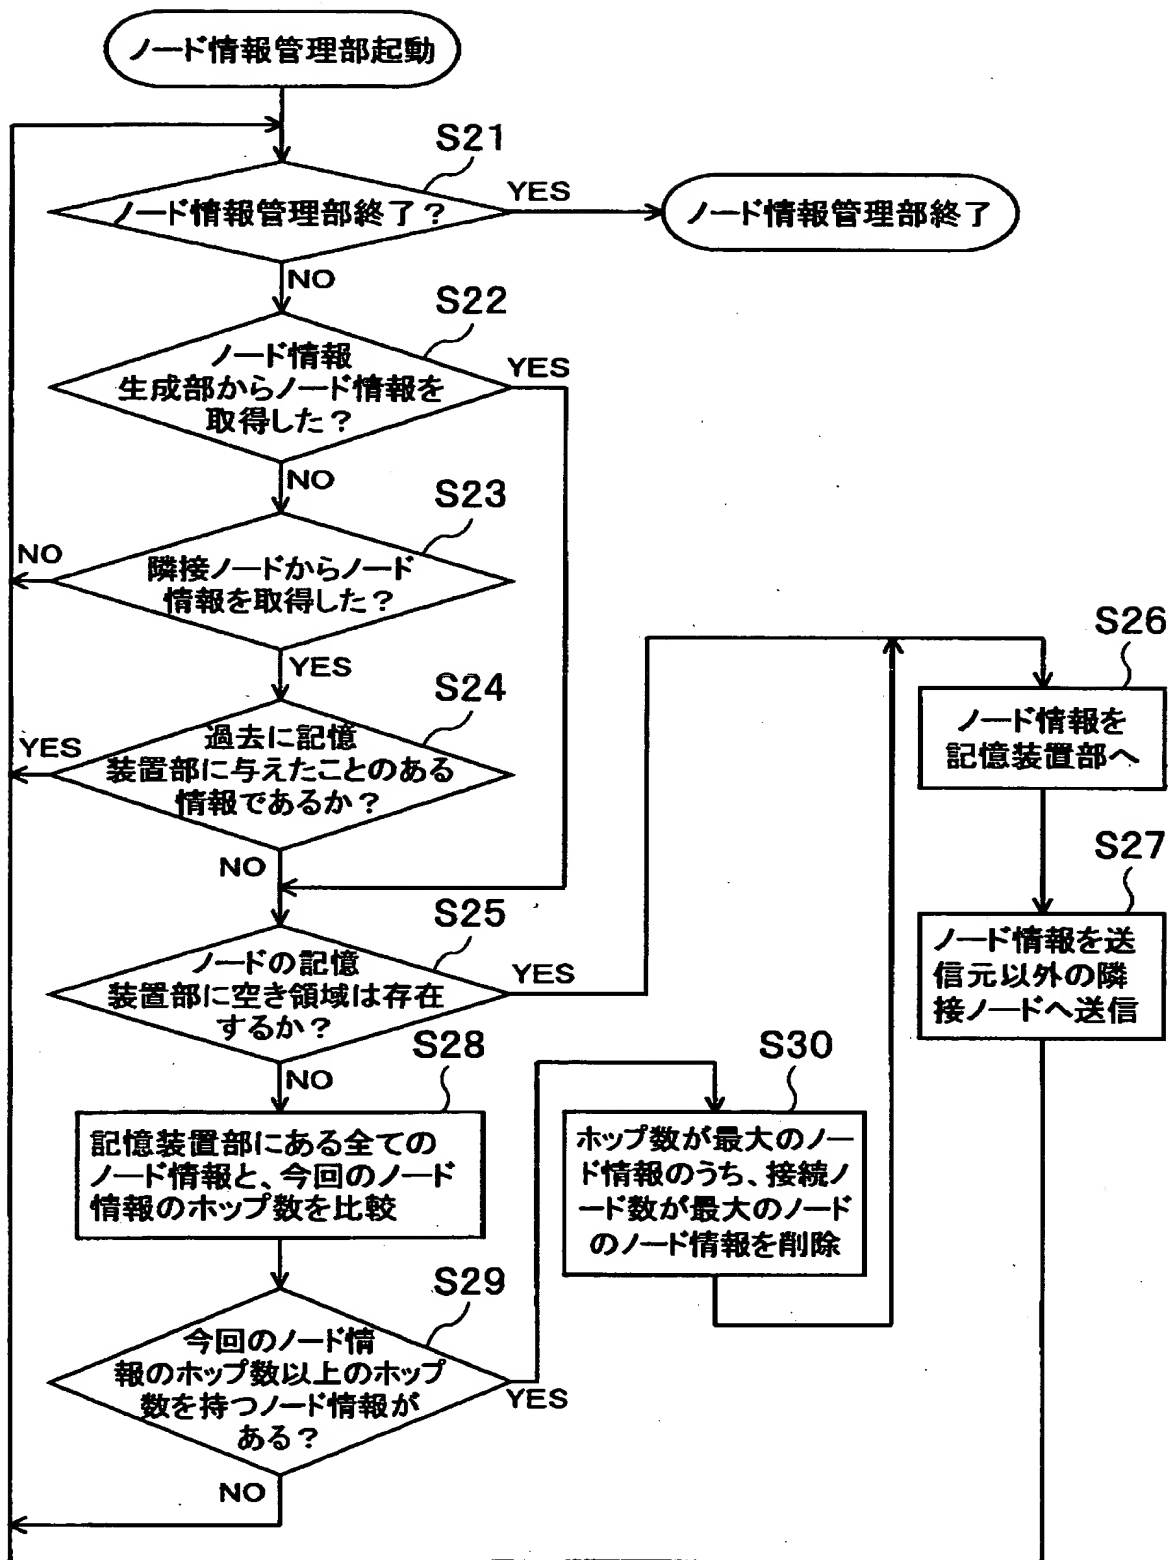 ノード情報管理部起動
S21
ノード情報管理部終了?
YES
ノード情報管理部終了
NO
S22
ノード情報
生成部からノード情報を
取得した?
YES
NO
S23
隣接ノードからノード
情報を取得した?
NO
YES
S24
過去に記憶
装置部に与えたことのある
情報であるか?
YES
NO
S25
ノードの記憶
装置部に空き領域は存在
するか?
YES
NO
S26
ノード情報を
記憶装置部へ
S27
ノード情報を送
信元以外の隣
接ノードへ送信
S28
記憶装置部にある全ての
ノード情報と、今回のノード
情報のホップ数を比較
S29
今回のノード情
報のホップ数以上のホップ
数を持つノード情報が
ある?
YES
NO
S30
ホップ数が最大のノー
ド情報のうち、接続ノ
ード数が最大のノード
のノード情報を削除